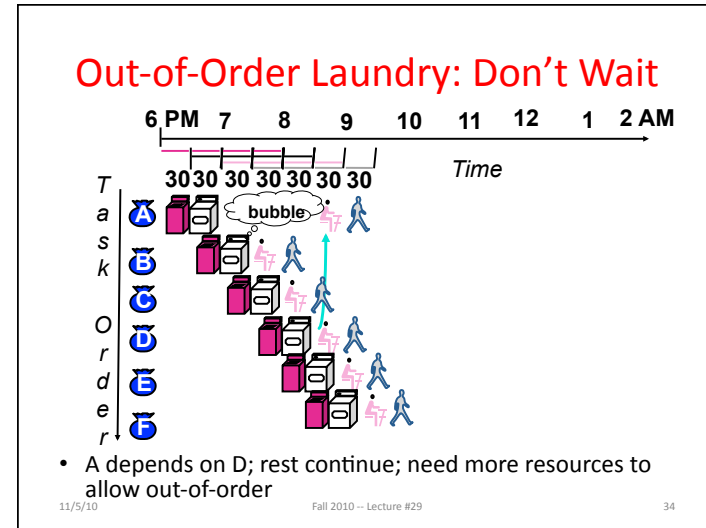 Out-of-Order Laundry: Don’t Wait
6 PM 7 8 9 10 11 12 1 2 AM
Time
30 30 30 30 30 30 30
Task Order
A
bubble
B
C
D
E
F
• A depends on D; rest continue; need more resources to
allow out-of-order
11/5/10 Fall 2010 -- Lecture #29 34